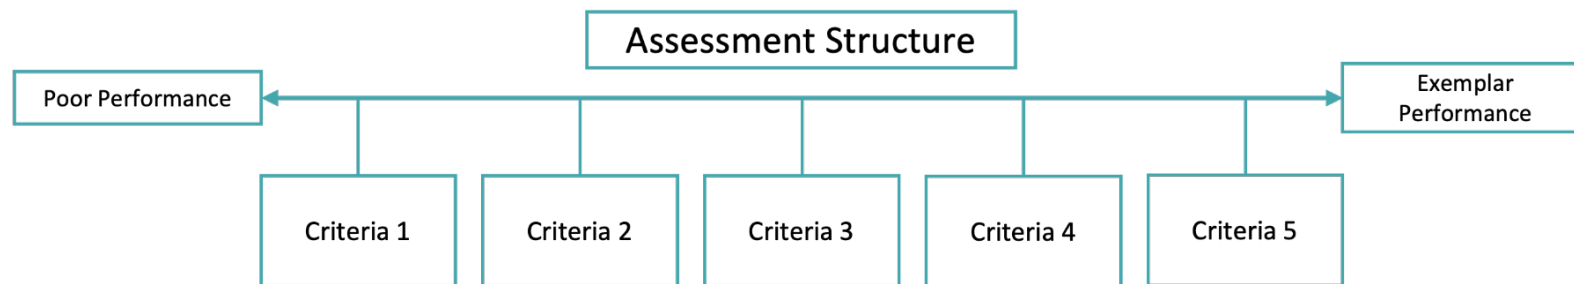 Assessment Structure
Poor Performance
Exemplar
Performance
Criteria 1
Criteria 2
Criteria 3
Criteria 4
Criteria 5